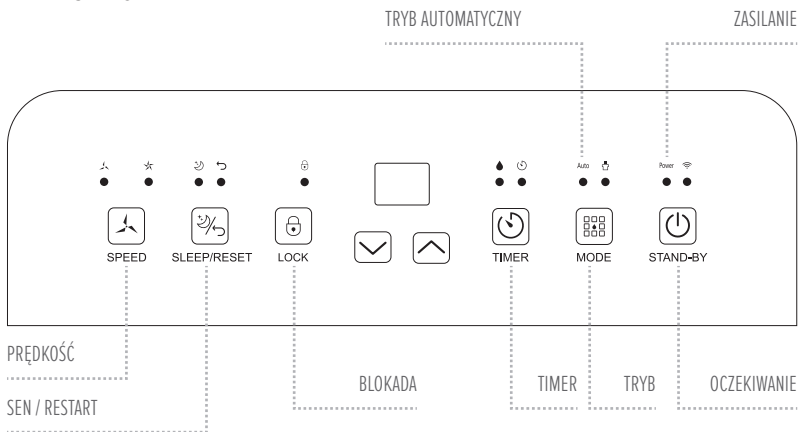 TRYB AUTOMATYCZNY ZASILANIE
Auto Power
SPEED SLEEP/RESET LOCK TIMER MODE STAND-BY
PRĘDKOŚĆ
BLOKADA TIMER TRYB OCZEKIWANIE
SEN / RESTART